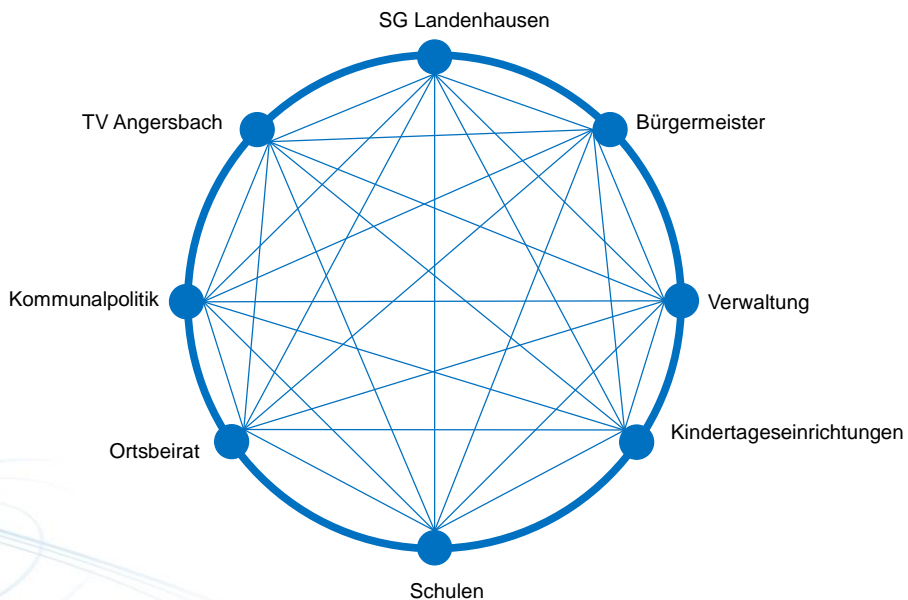 SG Landenhausen
TV Angersbach
Bürgermeister
Kommunalpolitik
Verwaltung
Ortsbeirat
Kindertageseinrichtungen
Schulen